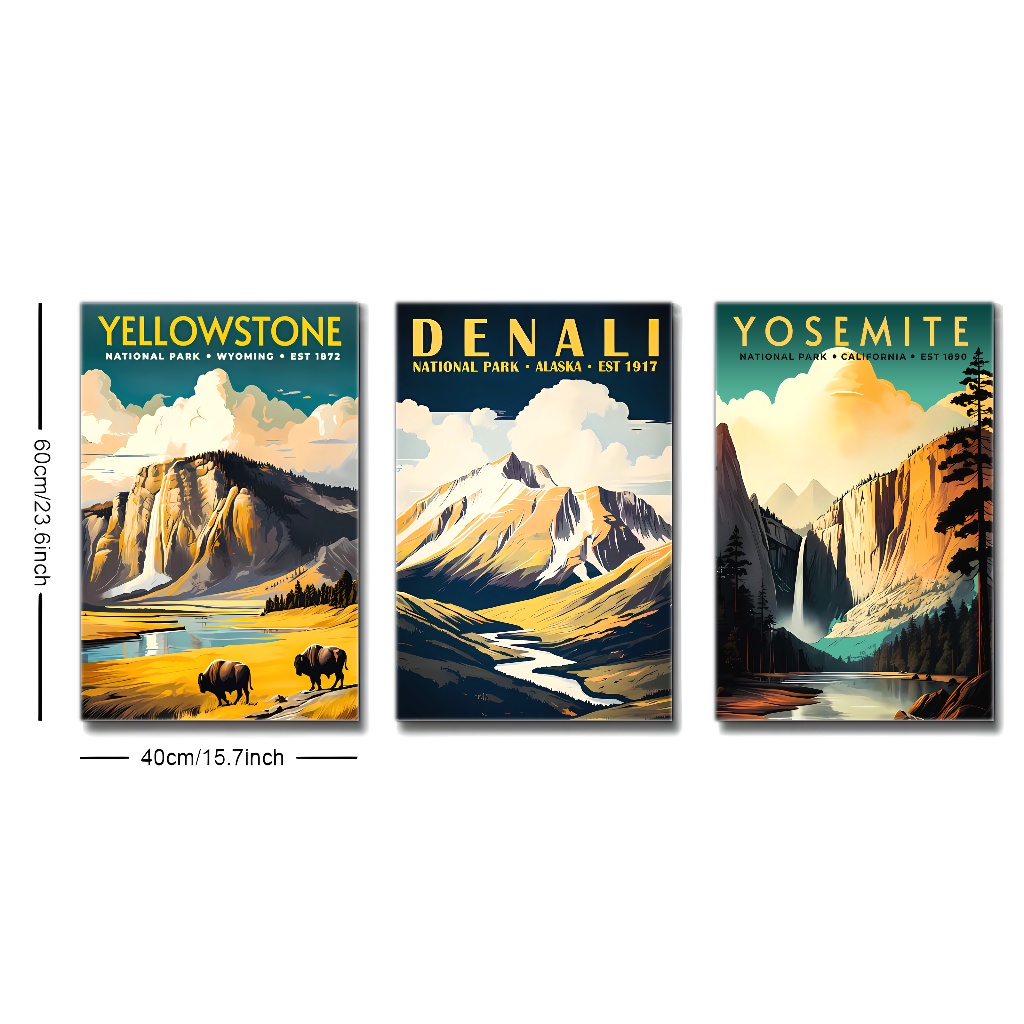 YELLOWSTONE
NATIONAL PARK • WYOMING • EST 1872
DENALI
NATIONAL PARK • ALASKA • EST 1917
YOSEMITE
NATIONAL PARK • CALIFORNIA • EST 1890
60cm/23.6inch
40cm/15.7inch